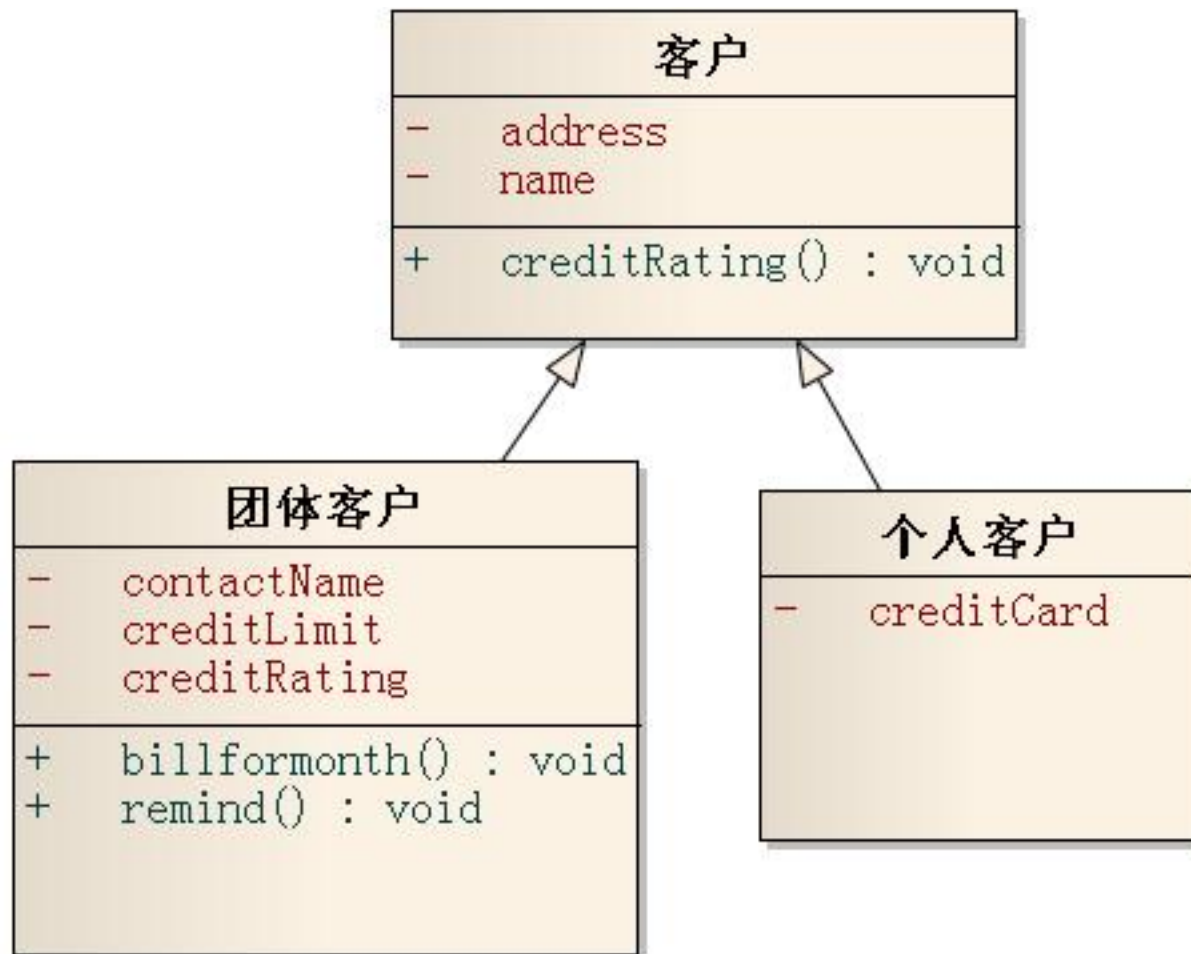 客户
- address
- name
+ creditRating() : void
团体客户
- contactName
- creditLimit
- creditRating
+ billformonth() : void
+ remind() : void
个人客户
- creditCard